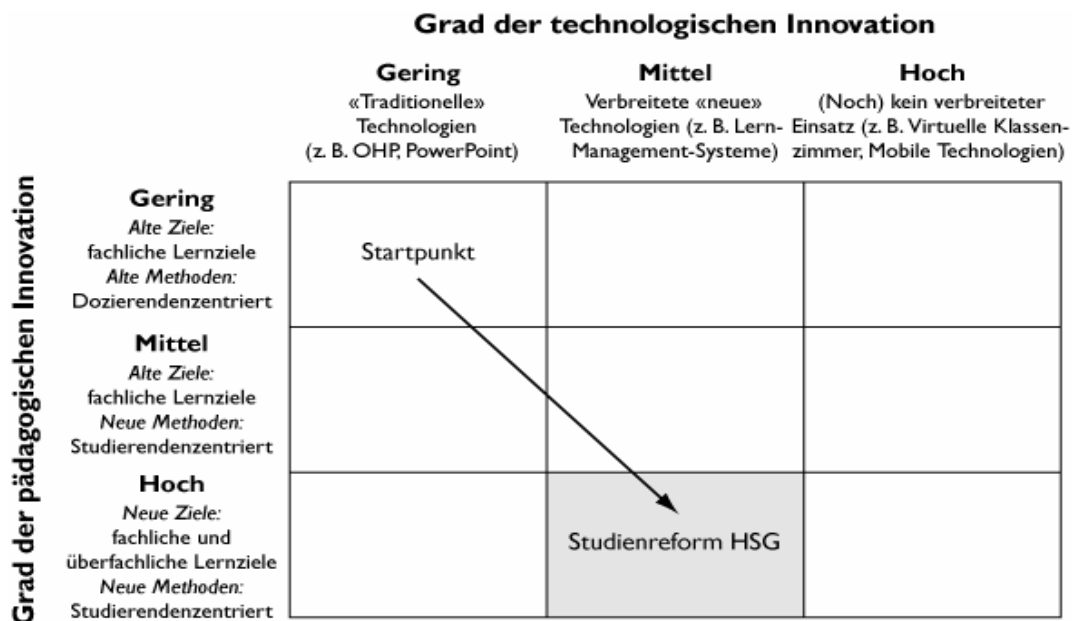 Grad der technologischen Innovation
Gering
«Traditionelle»
Technologien
(z. B. OHP, PowerPoint)
Mittel
Verbreitete «neue»
Technologien (z. B. Lern-
Management-Systeme)
Hoch
(Noch) kein verbreiteter
Einsatz (z. B. Virtuelle Klassen-
zimmer, Mobile Technologien)
Grad der pädagogischen Innovation
Gering
Alte Ziele:
fachliche Lernziele
Alte Methoden:
Dozierendenzentriert
Startpunkt
Mittel
Alte Ziele:
fachliche Lernziele
Neue Methoden:
Studierendenzentriert
Hoch
Neue Ziele:
fachliche und
überfachliche Lernziele
Neue Methoden:
Studierendenzentriert
Studienreform HSG